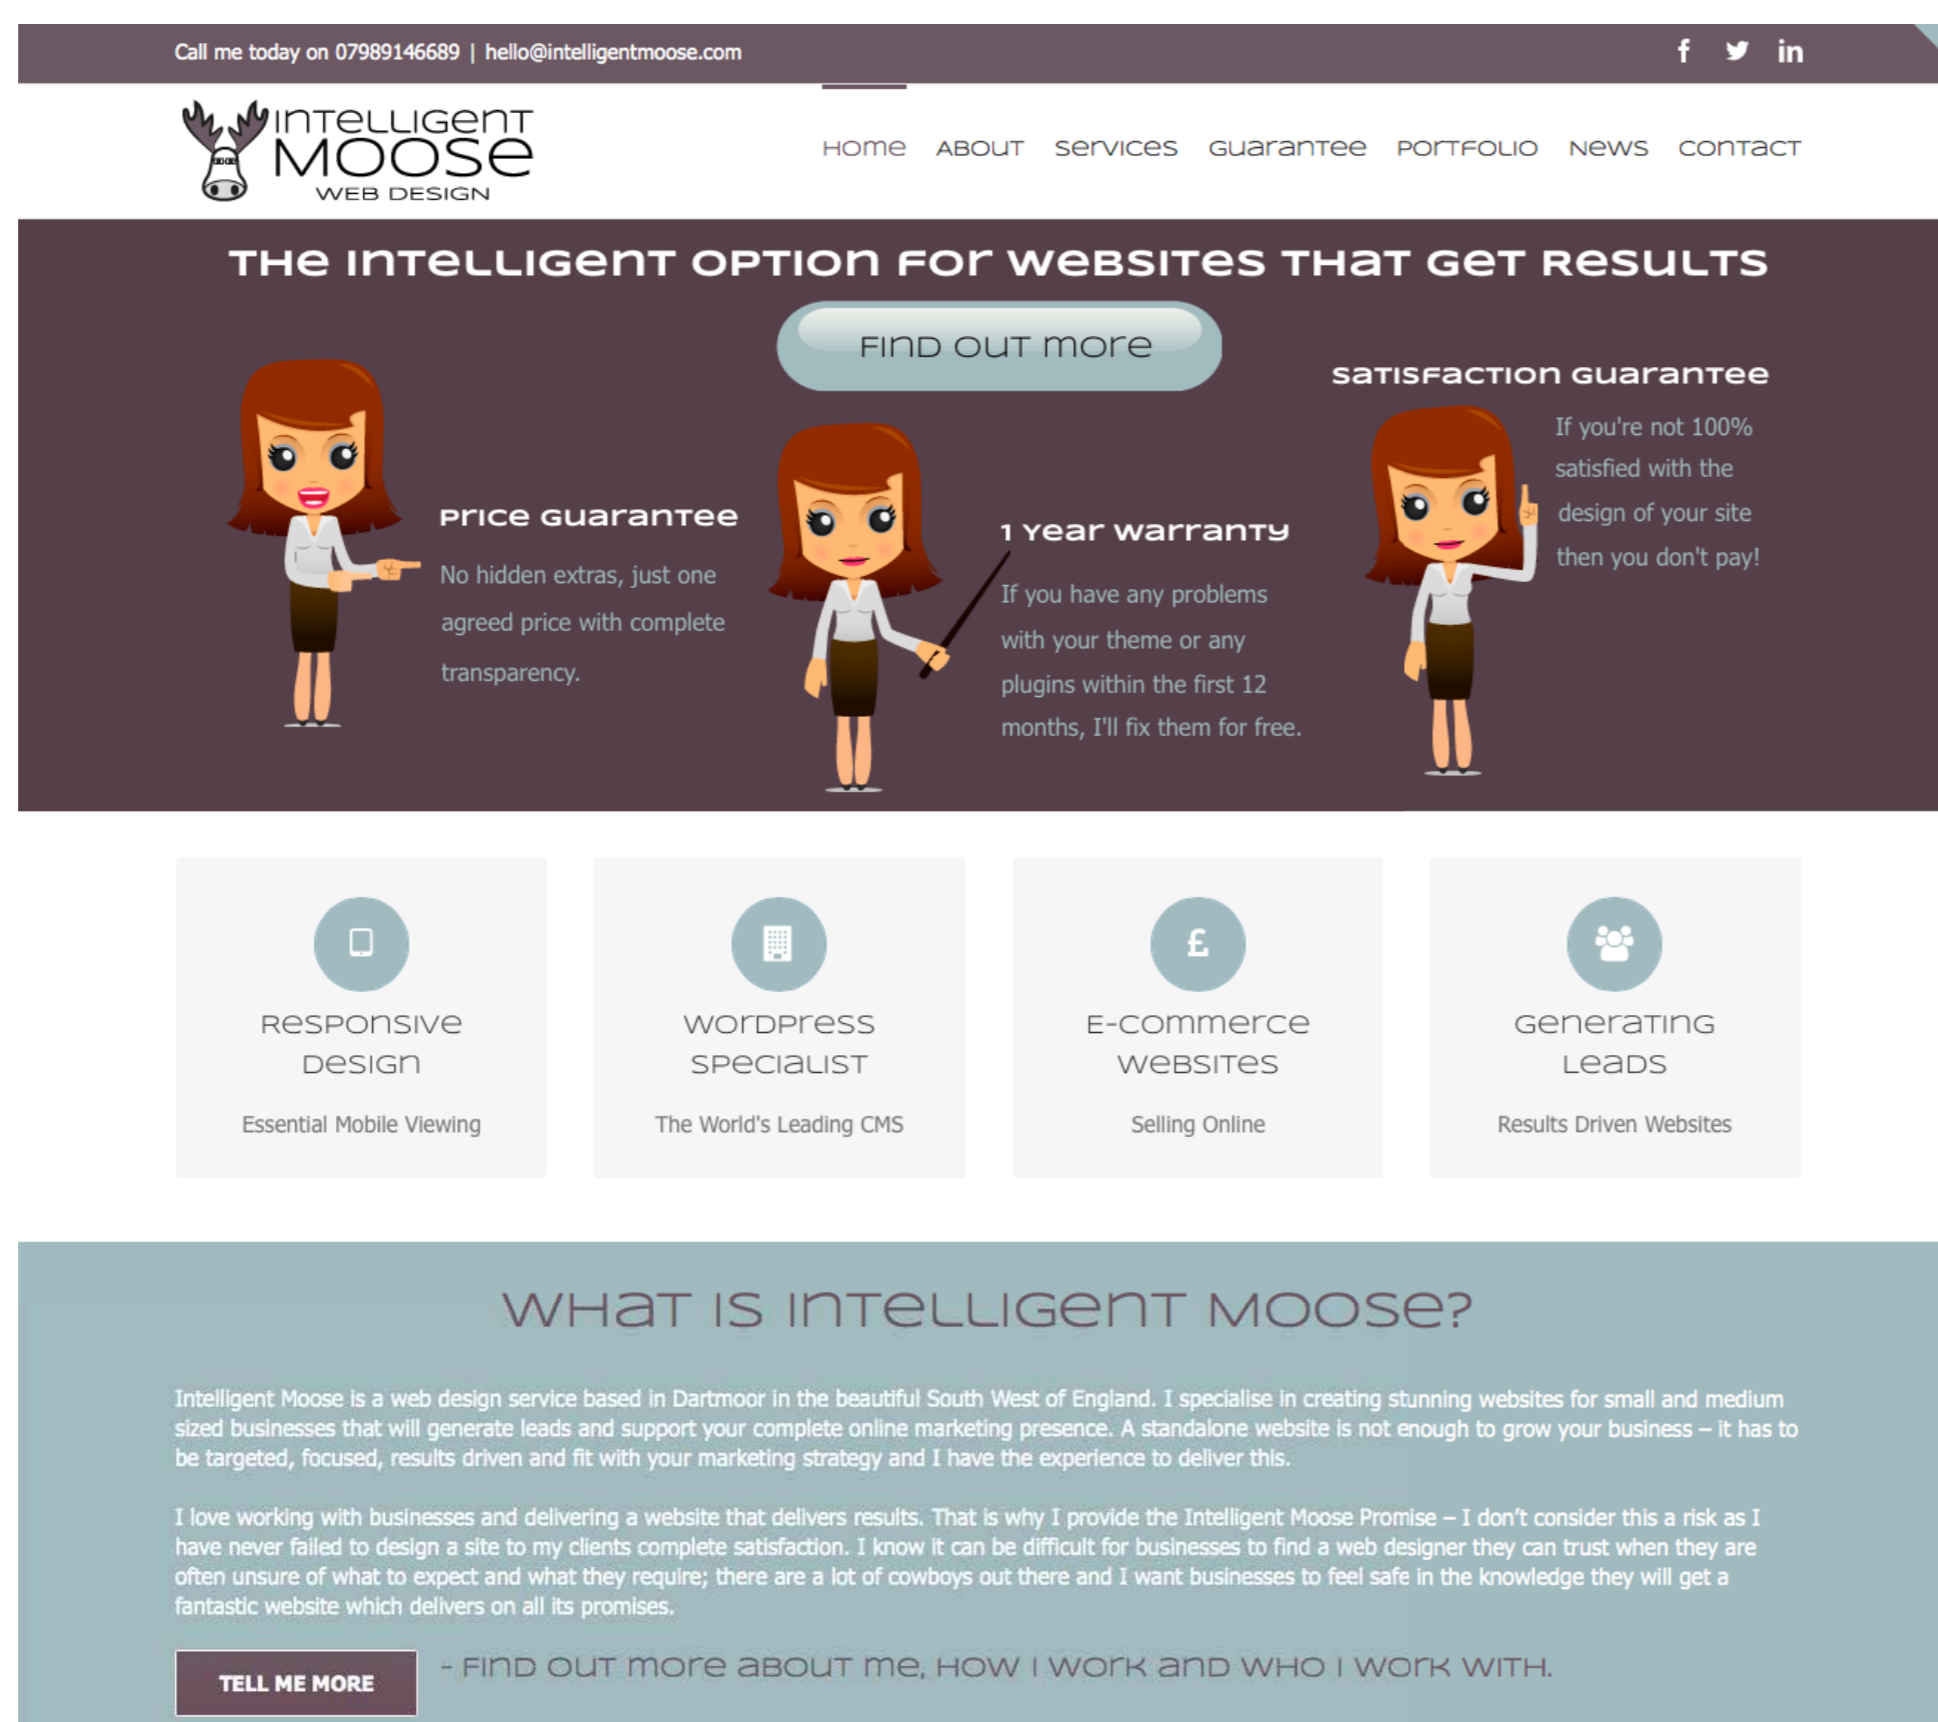 Call me today on 07989146689 | hello@intelligentmoose.com
f in
INTELLIGENT
MOOSE
WEB DESIGN
Home About Services Guarantee Portfolio News Contact
The Intelligent Option for Websites that Get Results
Find out more
Price Guarantee
No hidden extras, just one
agreed price with complete
transparency.
1 Year Warranty
If you have any problems
with your theme or any
plugins within the first 12
months, I'll fix them for free.
Satisfaction Guarantee
If you're not 100%
satisfied with the
design of your site
then you don't pay!
£
Responsive
Design
Essential Mobile Viewing
Wordpress
Specialist
The World's Leading CMS
E-Commerce
Websites
Selling Online
Generating
Leads
Results Driven Websites
What is Intelligent Moose?
Intelligent Moose is a web design service based in Dartmoor in the beautiful South West of England. I specialise in creating stunning websites for small and medium
sized businesses that will generate leads and support your complete online marketing presence. A standalone website is not enough to grow your business – it has to
be targeted, focused, results driven and fit with your marketing strategy and I have the experience to deliver this.
I love working with businesses and delivering a website that delivers results. That is why I provide the Intelligent Moose Promise – I don't consider this a risk as I
have never failed to design a site to my clients complete satisfaction. I know it can be difficult for businesses to find a web designer they can trust when they are
often unsure of what to expect and what they require; there are a lot of cowboys out there and I want businesses to feel safe in the knowledge they will get a
fantastic website which delivers on all its promises.
TELL ME MORE
- Find out more about me, how I work and who I work with.